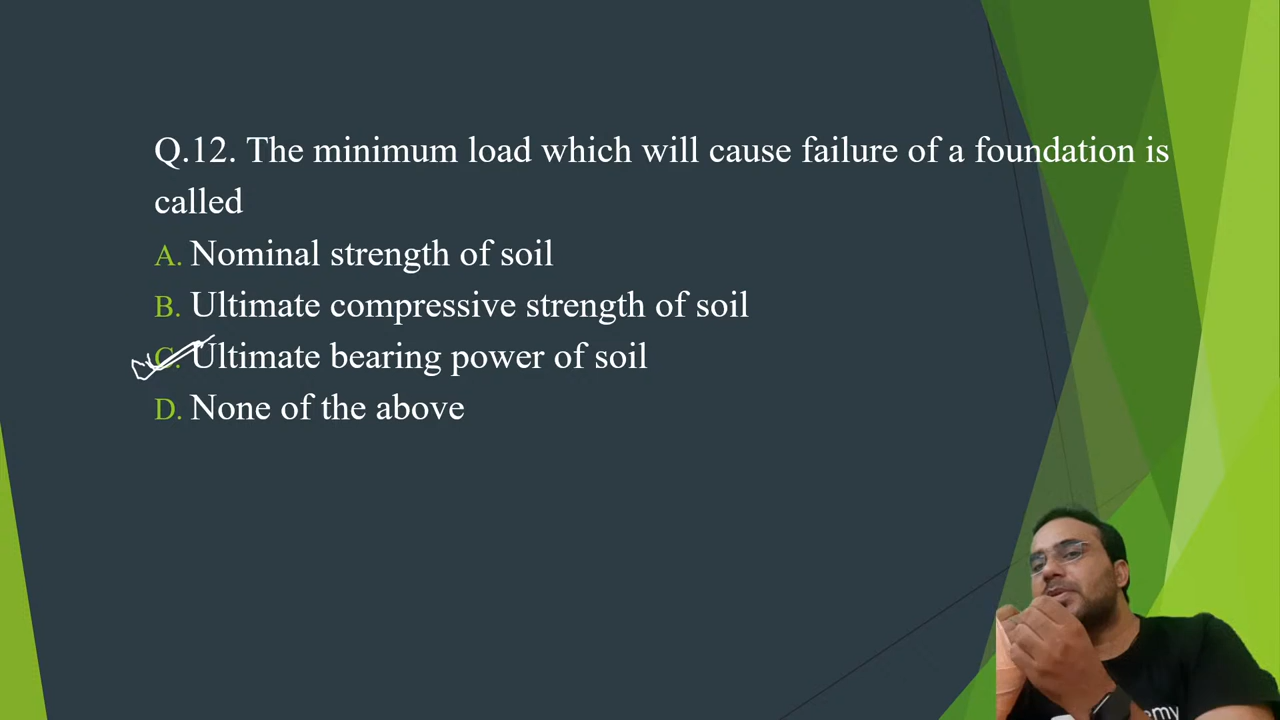 Q.12. The minimum load which will cause failure of a foundation is
called
A. Nominal strength of soil
B. Ultimate compressive strength of soil
C. Ultimate bearing power of soil
D. None of the above